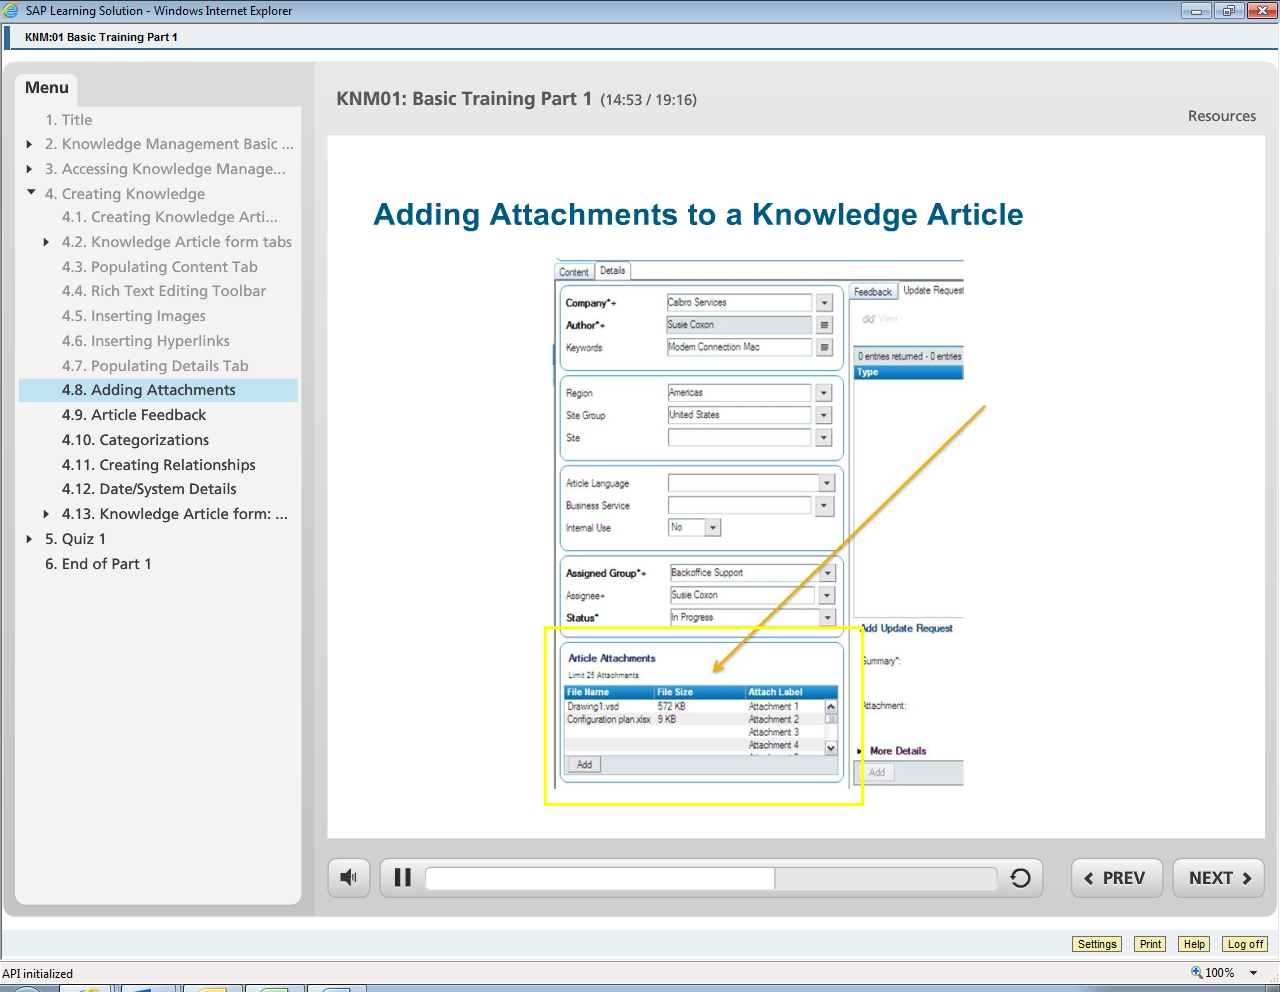 SAP Learning Solution - Windows Internet Explorer
KNM:01 Basic Training Part 1
Menu
1. Title
2. Knowledge Management Basic ...
3. Accessing Knowledge Manage...
4. Creating Knowledge
4.1. Creating Knowledge Arti...
4.2. Knowledge Article form tabs
4.3. Populating Content Tab
4.4. Rich Text Editing Toolbar
4.5. Inserting Images
4.6. Inserting Hyperlinks
4.7. Populating Details Tab
4.8. Adding Attachments
4.9. Article Feedback
4.10. Categorizations
4.11. Creating Relationships
4.12. Date/System Details
4.13. Knowledge Article form: ...
5. Quiz 1
6. End of Part 1
KNM01: Basic Training Part 1 (14:53 / 19:16)
Resources
Adding Attachments to a Knowledge Article
Content Details
Company*+ Calbro Services
Author*+ Susie Coxon
Keywords Modem Connection Mac
Region Americas
Site Group United States
Site
Article Language
Business Service
Internal Use No
Assigned Group*+ Backoffice Support
Assignee+ Susie Coxon
Status* In Progress
Article Attachments
Limit 25 Attachments
File Name File Size Attach Label
Drawing1.vsd 572 KB Attachment 1
Configuration plan.xlsx 9 KB Attachment 2
Attachment 3
Attachment 4
Add
Feedback Update Request
View
0 entries returned - 0 entries
Type
Add Update Request
Summary*:
Attachment:
More Details
Add
PREV
NEXT
Settings Print Help Log off
API initialized
100%